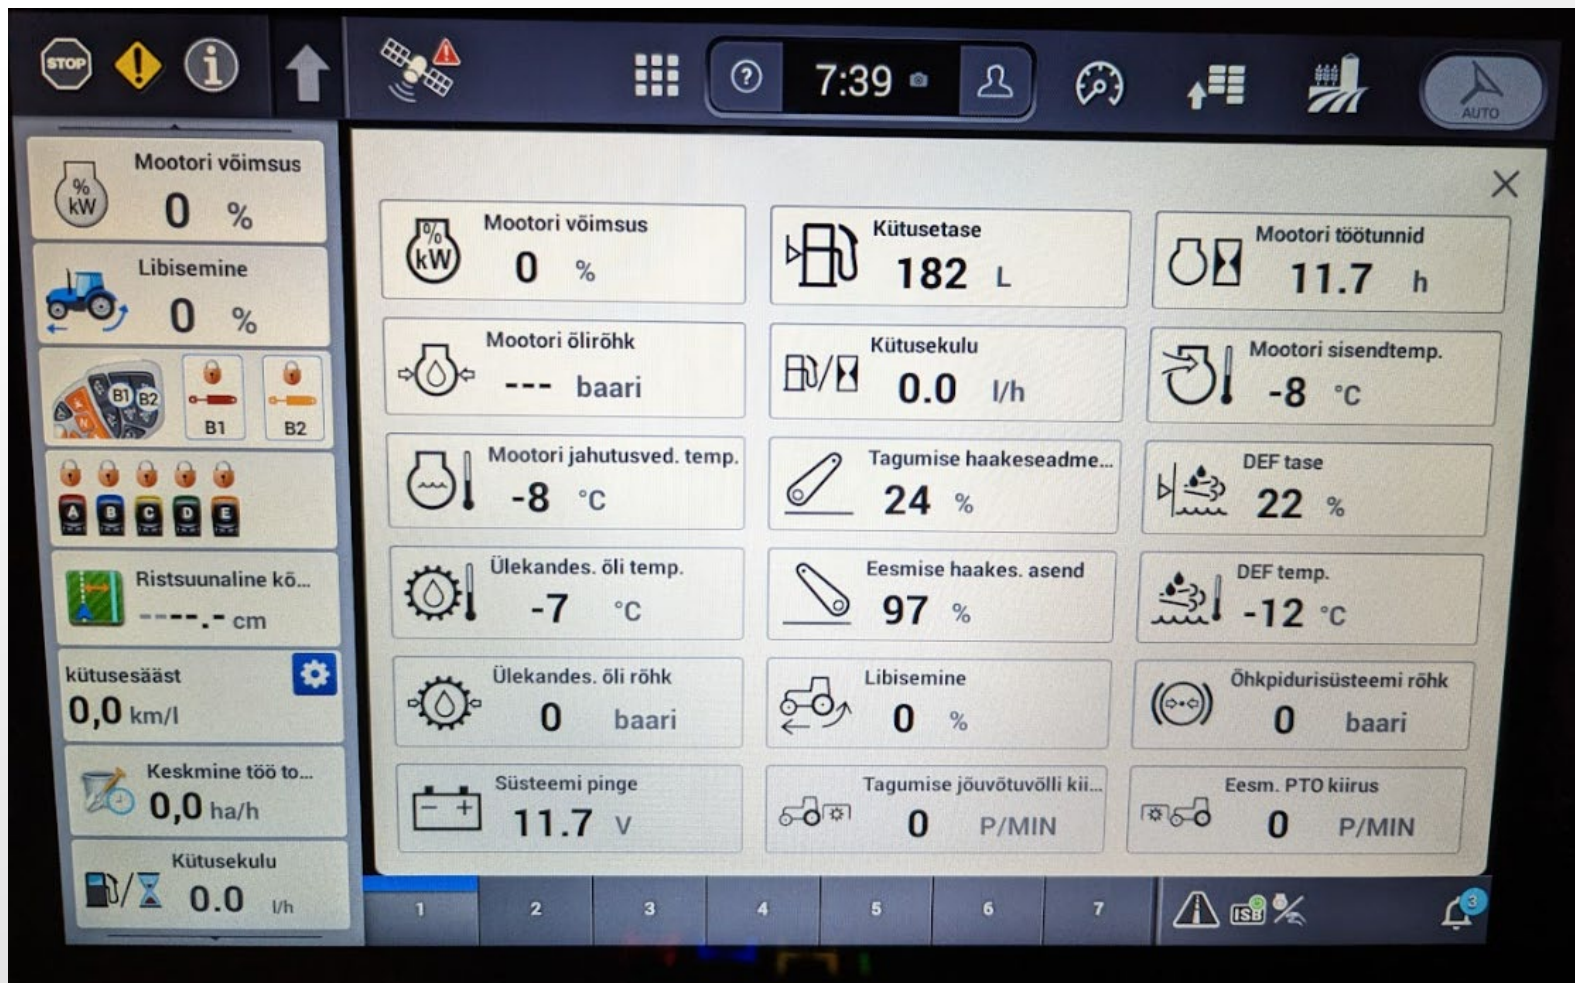 STOP
7:39
AUTO
Mootori võimsus
% kW
0 %
Libisemine
0 %
B1 B2
B1 B2
A B C D E
Ristsuunaline kõ...
----.- cm
kütusesääst
0,0 km/l
Keskmine töö to...
0,0 ha/h
Kütusekulu
0.0 l/h
Mootori võimsus
% kW
0 %
Kütusetase
182 L
Mootori töötunnid
11.7 h
Mootori õlirõhk
--- baari
Kütusekulu
0.0 l/h
Mootori sisendtemp.
-8 °C
Mootori jahutusved. temp.
-8 °C
Tagumise haakeseadme...
24 %
DEF tase
22 %
Ülekandes. õli temp.
-7 °C
Eesmise haakes. asend
97 %
DEF temp.
-12 °C
Ülekandes. õli rõhk
0 baari
Libisemine
0 %
Õhkpidurisüsteemi rõhk
0 baari
Süsteemi pinge
11.7 V
Tagumise jõuvõtuvõlli kii...
0 P/MIN
Eesm. PTO kiirus
0 P/MIN
1 2 3 4 5 6 7
ISB
3